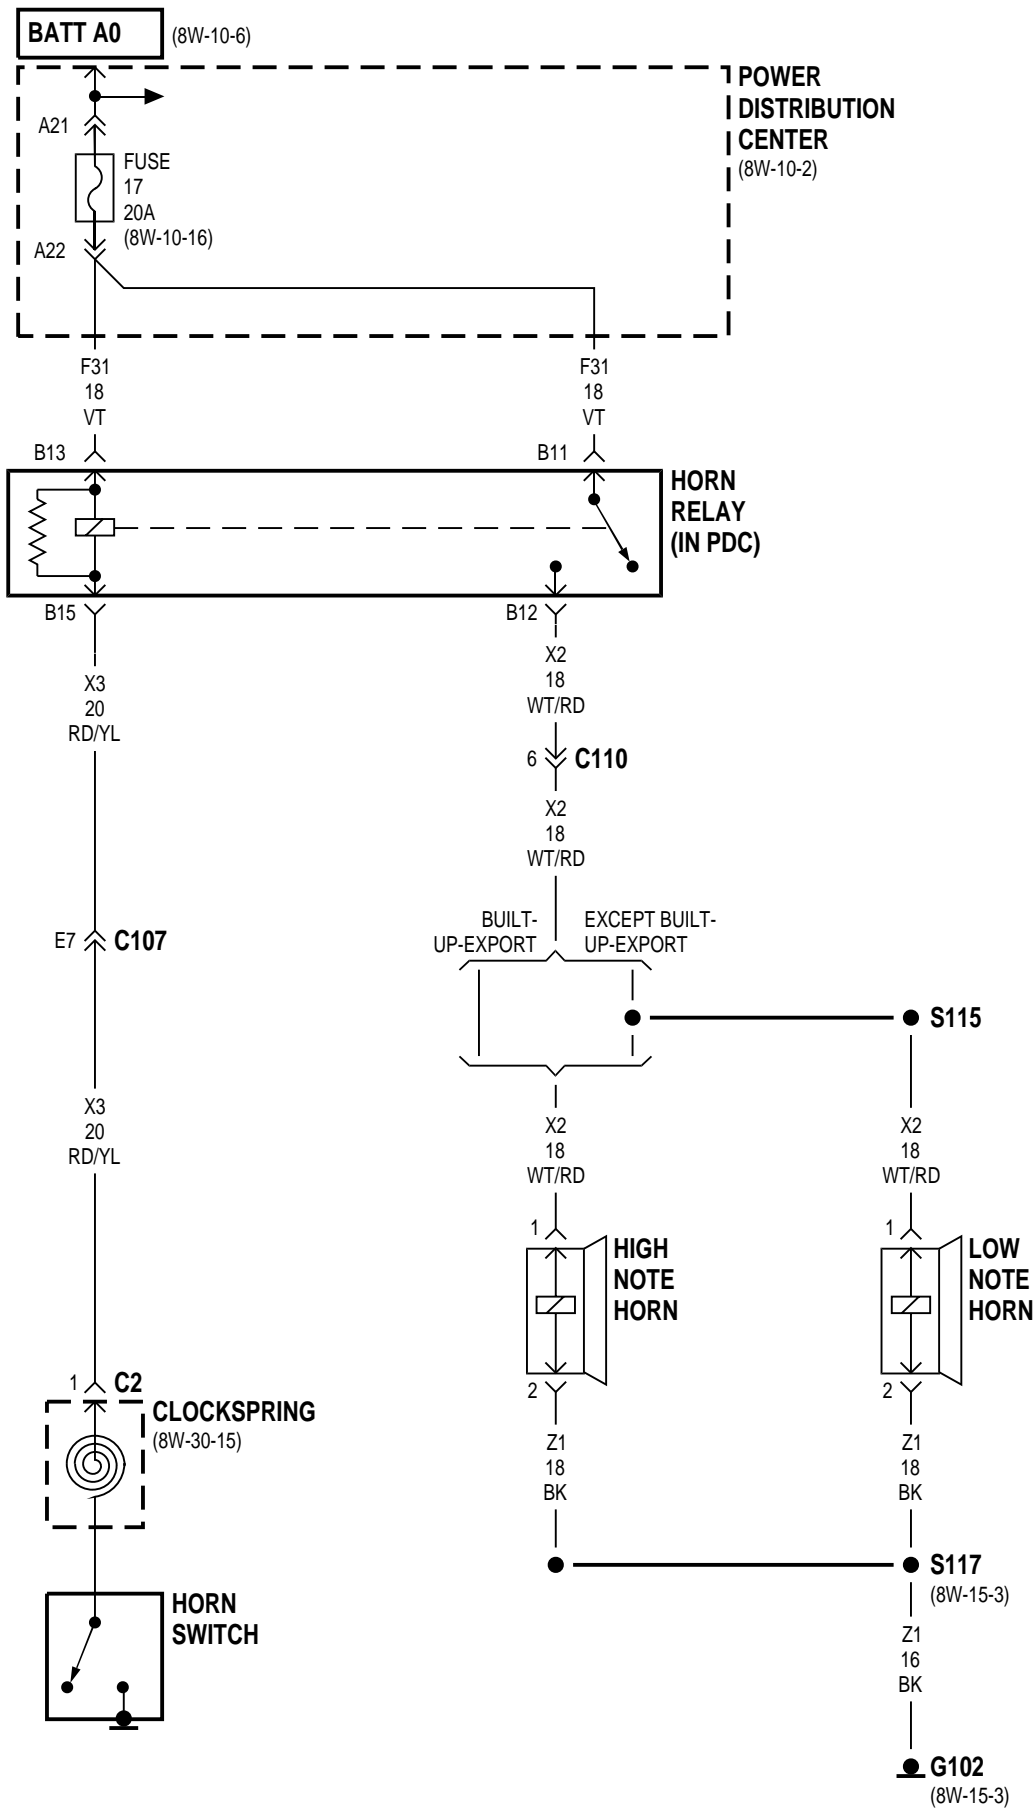 BATT A0 (8W-10-6)
POWER
DISTRIBUTION
CENTER
(8W-10-2)
A21
FUSE
17
20A
(8W-10-16)
A22
F31
18
VT
F31
18
VT
B13
B11
HORN
RELAY
(IN PDC)
B15
B12
X3
20
RD/YL
X2
18
WT/RD
6 C110
X2
18
WT/RD
E7 C107
BUILT-
UP-EXPORT
EXCEPT BUILT-
UP-EXPORT
S115
X3
20
RD/YL
X2
18
WT/RD
X2
18
WT/RD
1
HIGH
NOTE
HORN
2
1
LOW
NOTE
HORN
2
1 C2
CLOCKSPRING
(8W-30-15)
Z1
18
BK
Z1
18
BK
S117
(8W-15-3)
HORN
SWITCH
Z1
16
BK
G102
(8W-15-3)